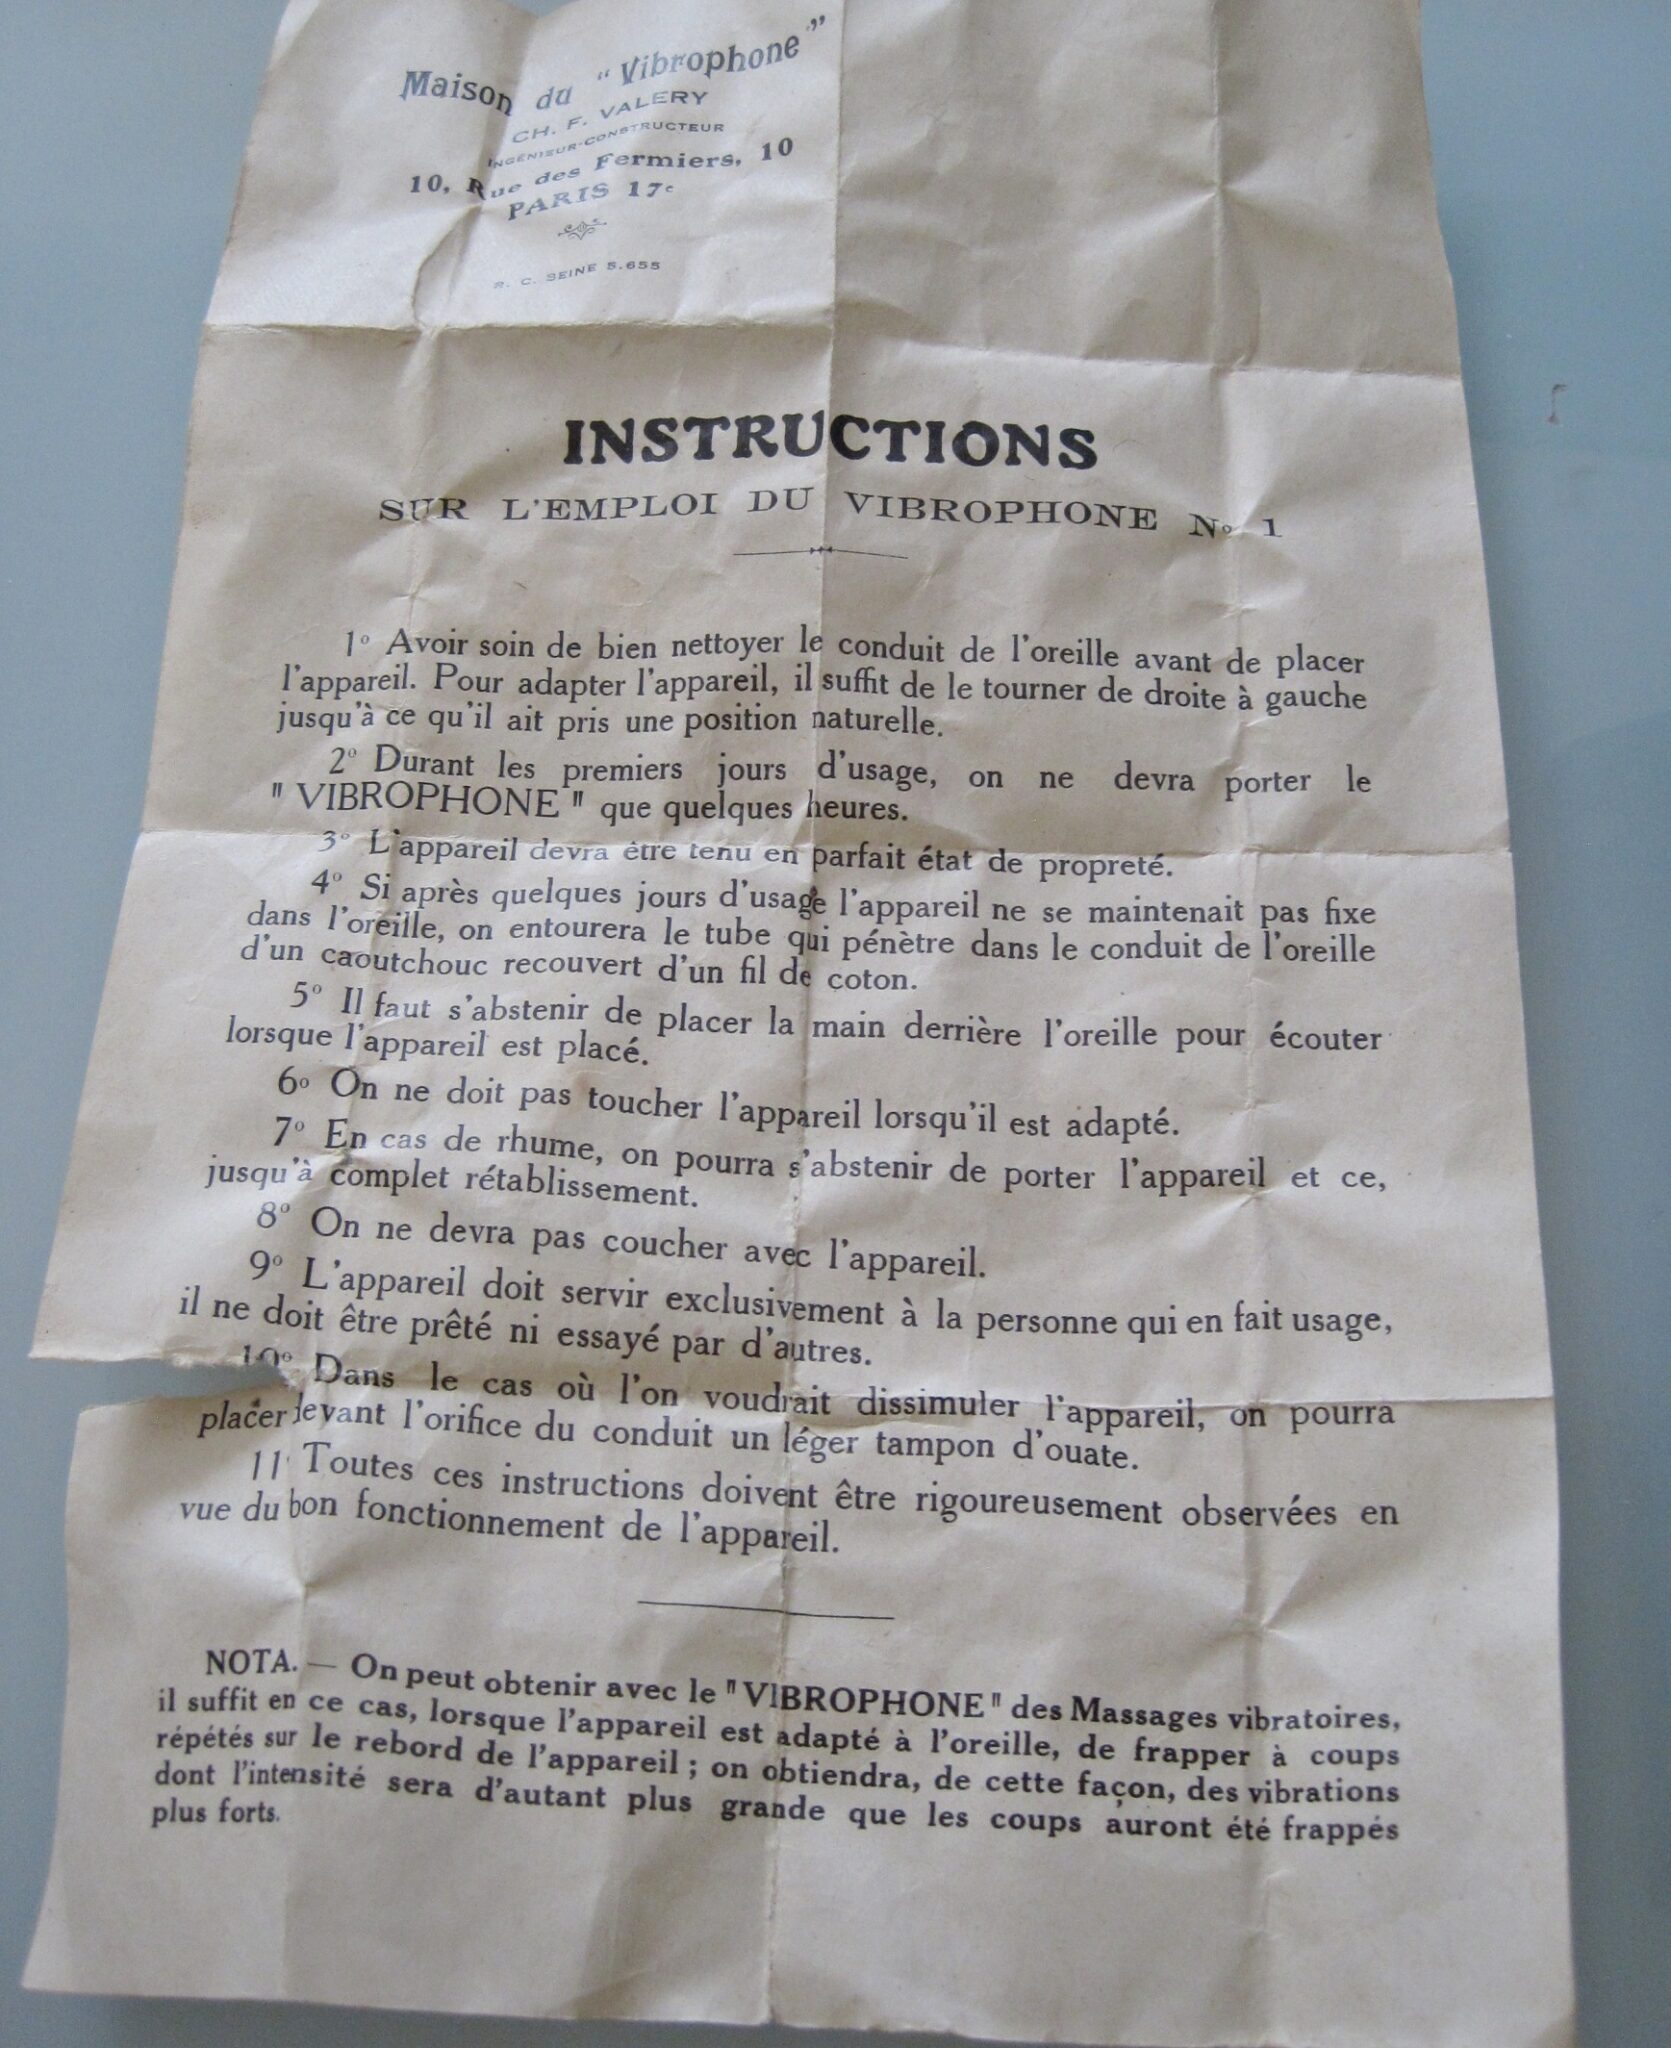 Maison du "Vibrophone"
CH. F. VALERY
INGÉNIEUR-CONSTRUCTEUR
10, Rue des Fermiers, 10
PARIS 17e
R. C. SEINE 5.655
INSTRUCTIONS
SUR L'EMPLOI DU VIBROPHONE No 1
1o Avoir soin de bien nettoyer le conduit de l'oreille avant de placer
l'appareil. Pour adapter l'appareil, il suffit de le tourner de droite à gauche
jusqu'à ce qu'il ait pris une position naturelle.
2o Durant les premiers jours d'usage, on ne devra porter le
"VIBROPHONE" que quelques heures.
3o L'appareil devra être tenu en parfait état de propreté.
4o Si après quelques jours d'usage l'appareil ne se maintenait pas fixe
dans l'oreille, on entourera le tube qui pénètre dans le conduit de l'oreille
d'un caoutchouc recouvert d'un fil de coton.
5o Il faut s'abstenir de placer la main derrière l'oreille pour écouter
lorsque l'appareil est placé.
6o On ne doit pas toucher l'appareil lorsqu'il est adapté.
7o En cas de rhume, on pourra s'abstenir de porter l'appareil et ce,
jusqu'à complet rétablissement.
8o On ne devra pas coucher avec l'appareil.
9o L'appareil doit servir exclusivement à la personne qui en fait usage,
il ne doit être prêté ni essayé par d'autres.
10o Dans le cas où l'on voudrait dissimuler l'appareil, on pourra
placer devant l'orifice du conduit un léger tampon d'ouate.
11 Toutes ces instructions doivent être rigoureusement observées en
vue du bon fonctionnement de l'appareil.
NOTA. — On peut obtenir avec le "VIBROPHONE" des Massages vibratoires,
il suffit en ce cas, lorsque l'appareil est adapté à l'oreille, de frapper à coups
répétés sur le rebord de l'appareil ; on obtiendra, de cette façon, des vibrations
dont l'intensité sera d'autant plus grande que les coups auront été frappés
plus forts.